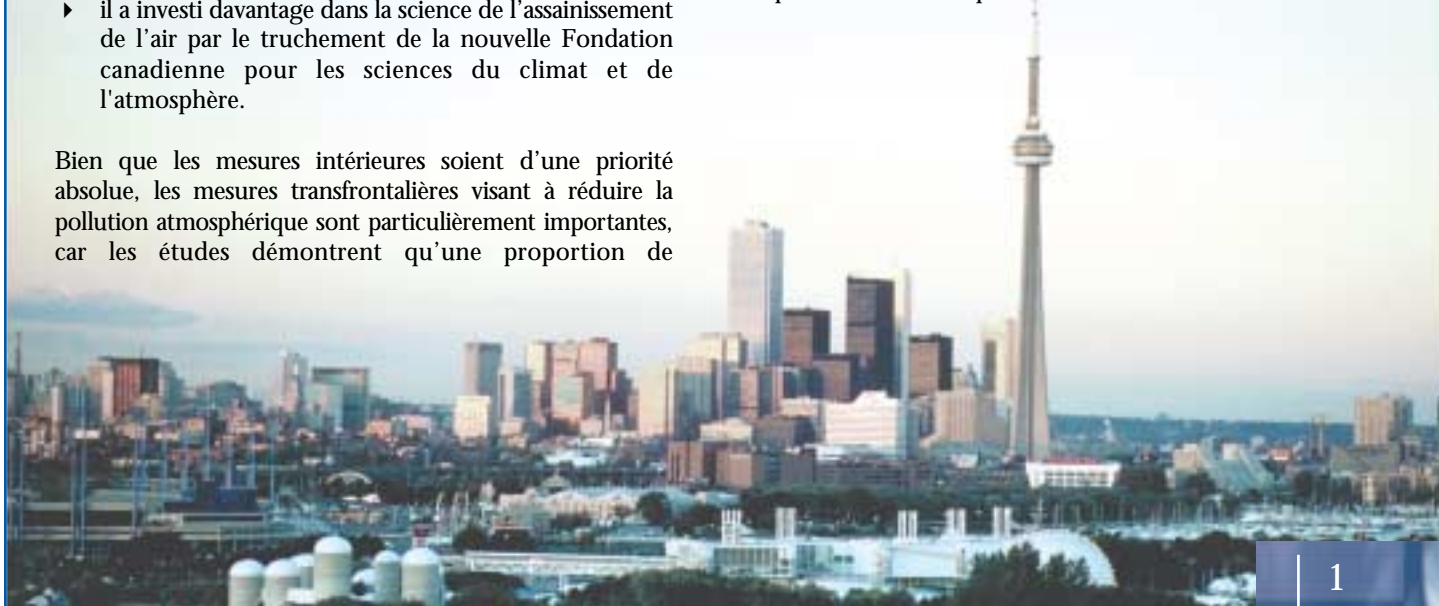 ▸ il a investi davantage dans la science de l’assainissement
de l’air par le truchement de la nouvelle Fondation
canadienne pour les sciences du climat et de
l'atmosphère.
Bien que les mesures intérieures soient d’une priorité
absolue, les mesures transfrontalières visant à réduire la
pollution atmosphérique sont particulièrement importantes,
car les études démontrent qu’une proportion de
1